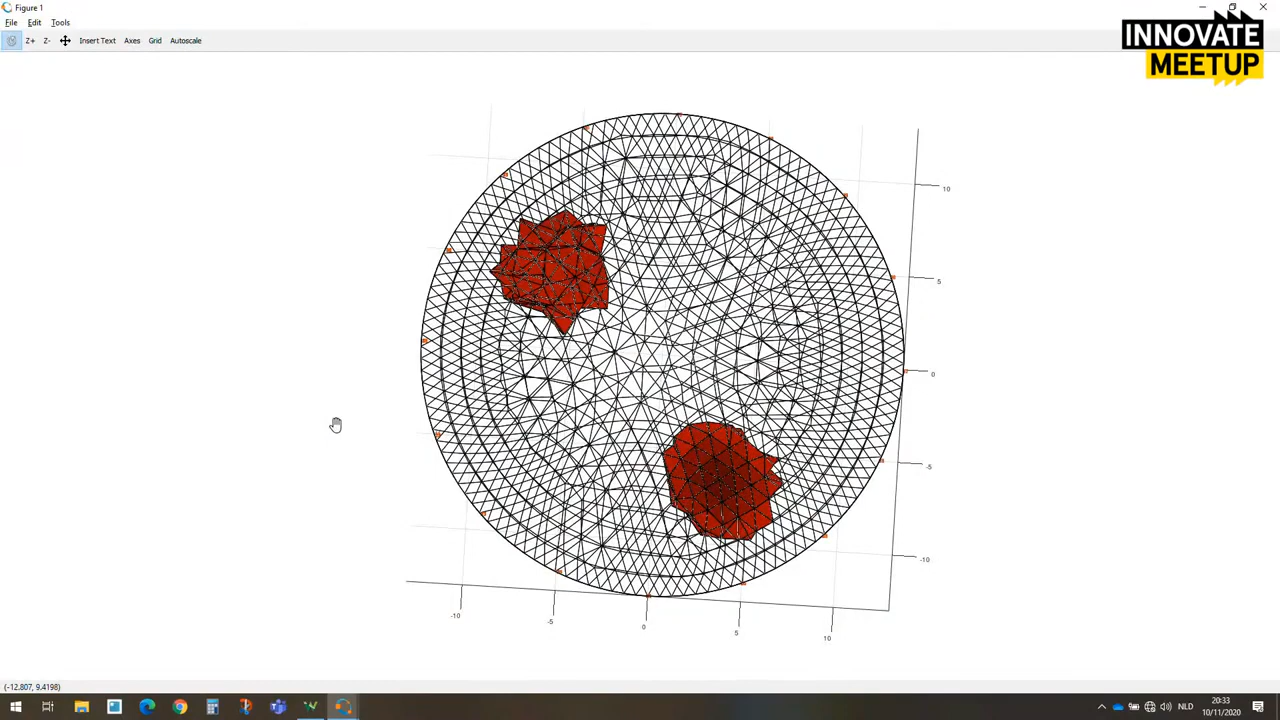 Figure 1
File Edit Tools
Z+ Z- Insert Text Axes Grid Autoscale
INNOVATE
MEETUP
10
5
0
-5
-10
-10 -5 0 5 10
(-12.807, 9.4198)
NLD
20:33
10/11/2020